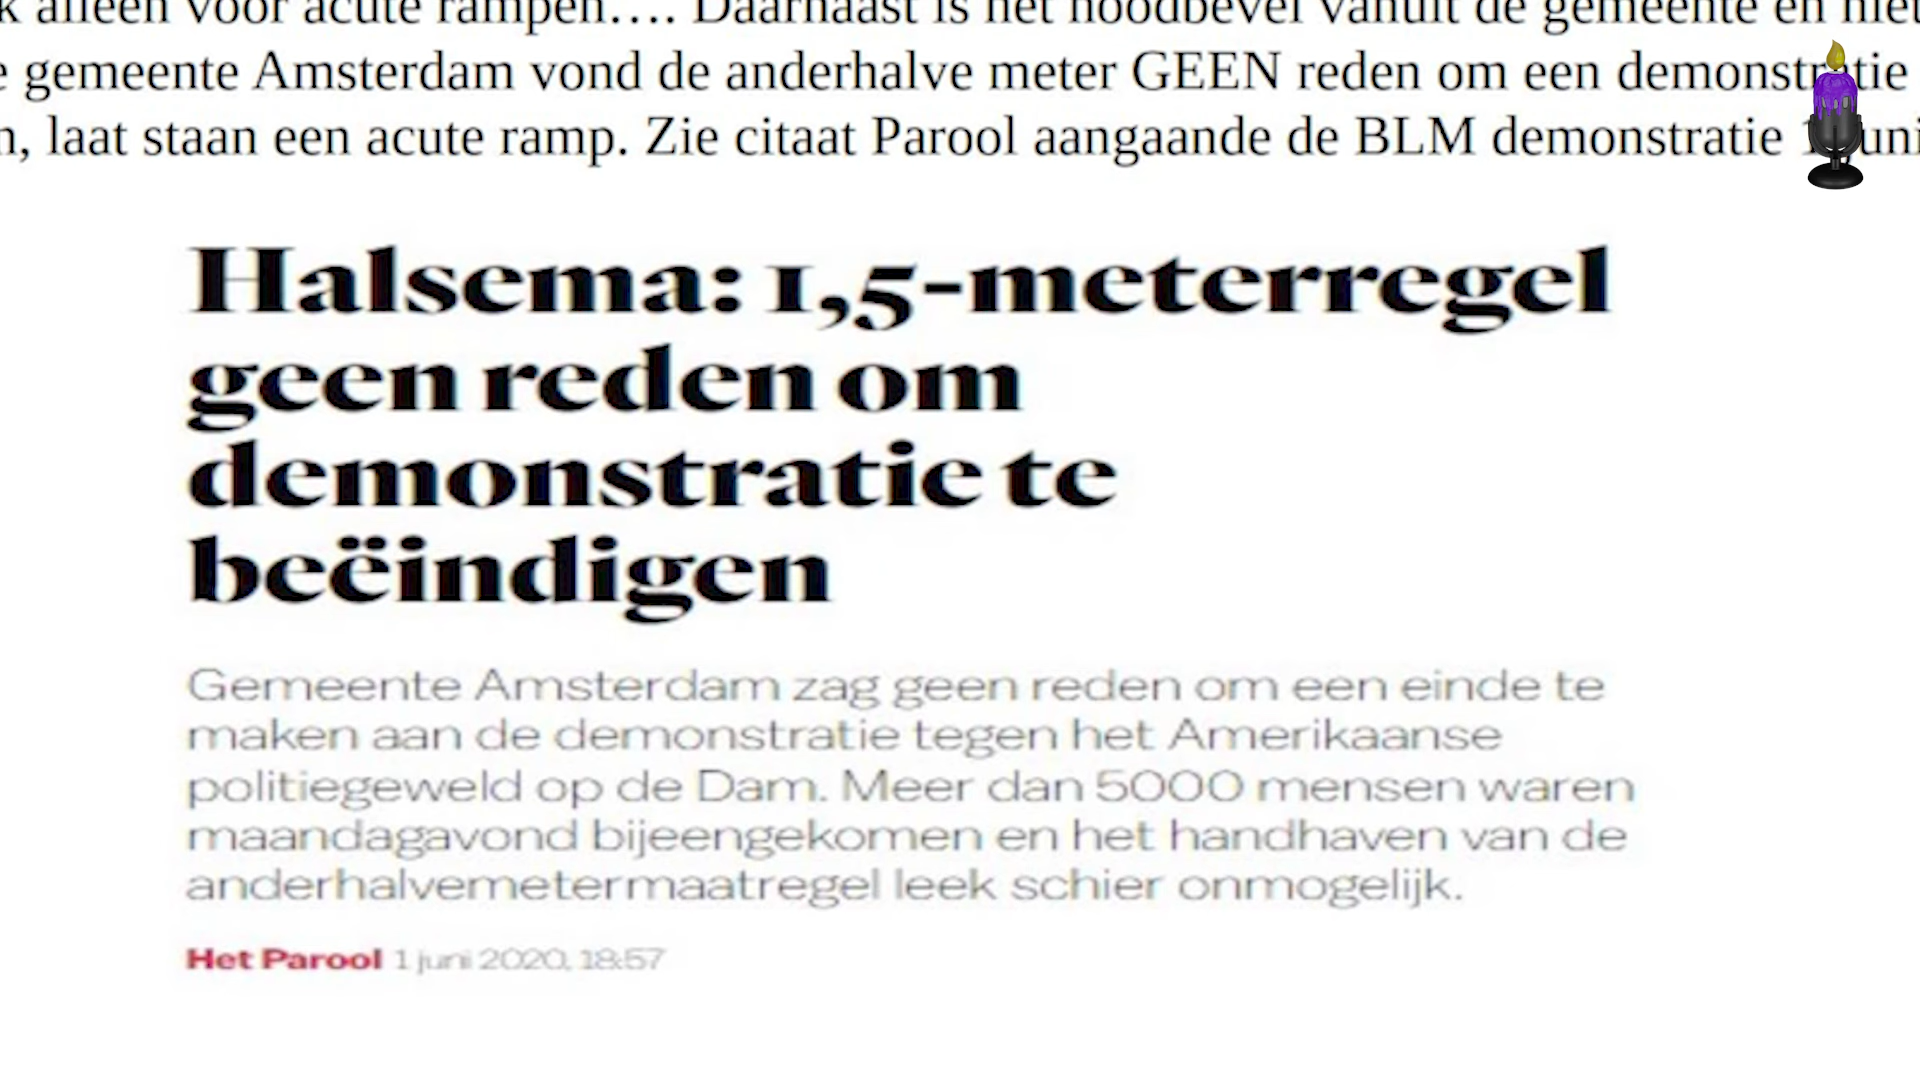 alleen voor acute rampen…. Daarnaast is het noodbevel vanuit de gemeente en niet
gemeente Amsterdam vond de anderhalve meter GEEN reden om een demonstratie
laat staan een acute ramp. Zie citaat Parool aangaande de BLM demonstratie
Halsema: 1,5-meterregel
geen reden om
demonstratie te
beëindigen
Gemeente Amsterdam zag geen reden om een einde te
maken aan de demonstratie tegen het Amerikaanse
politiegeweld op de Dam. Meer dan 5000 mensen waren
maandagavond bijeengekomen en het handhaven van de
anderhalvemetermaatregel leek schier onmogelijk.
Het Parool 1 juni 2020, 18:57